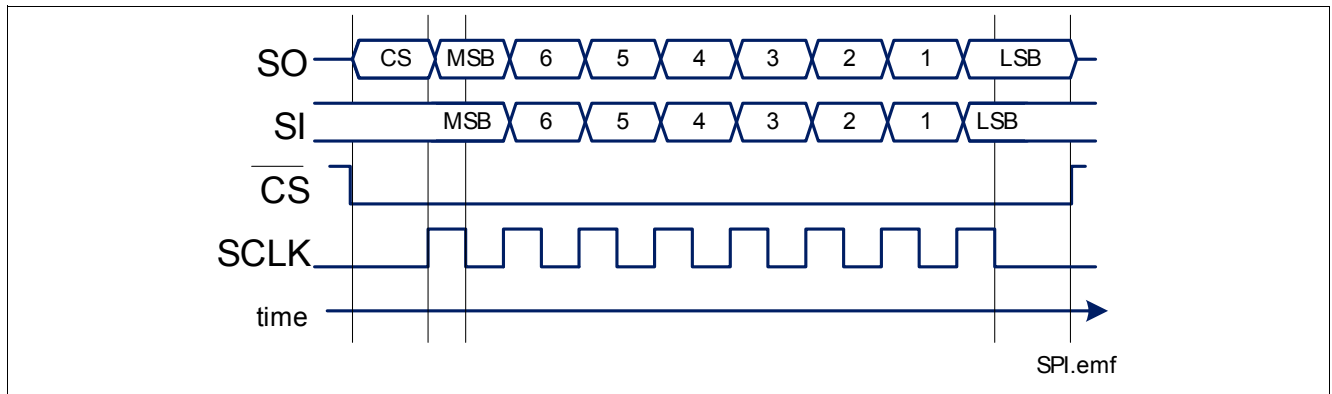 SO CS MSB 6 5 4 3 2 1 LSB
SI MSB 6 5 4 3 2 1 LSB
CS
SCLK
time
SPI.emf